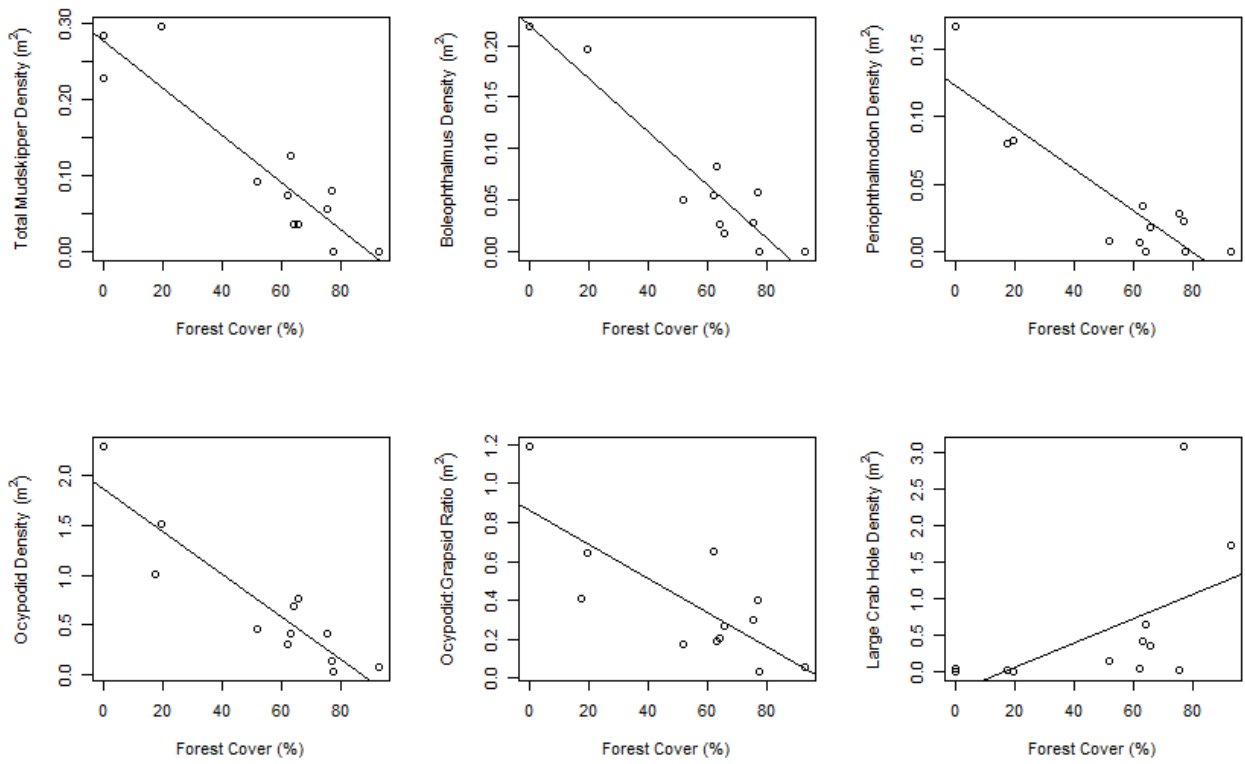 Total Mudskipper Density (m²)
0.00 0.10 0.20 0.30
0 20 40 60 80
Forest Cover (%)
Boleophthalmus Density (m²)
0.00 0.05 0.10 0.15 0.20
0 20 40 60 80
Forest Cover (%)
Periophthalmodon Density (m²)
0.00 0.05 0.10 0.15
0 20 40 60 80
Forest Cover (%)
Ocypodid Density (m²)
0.0 0.5 1.0 1.5 2.0
0 20 40 60 80
Forest Cover (%)
Ocypodid:Grapsid Ratio (m²)
0.0 0.2 0.4 0.6 0.8 1.0 1.2
0 20 40 60 80
Forest Cover (%)
Large Crab Hole Density (m²)
0.0 0.5 1.0 1.5 2.0 2.5 3.0
0 20 40 60 80
Forest Cover (%)